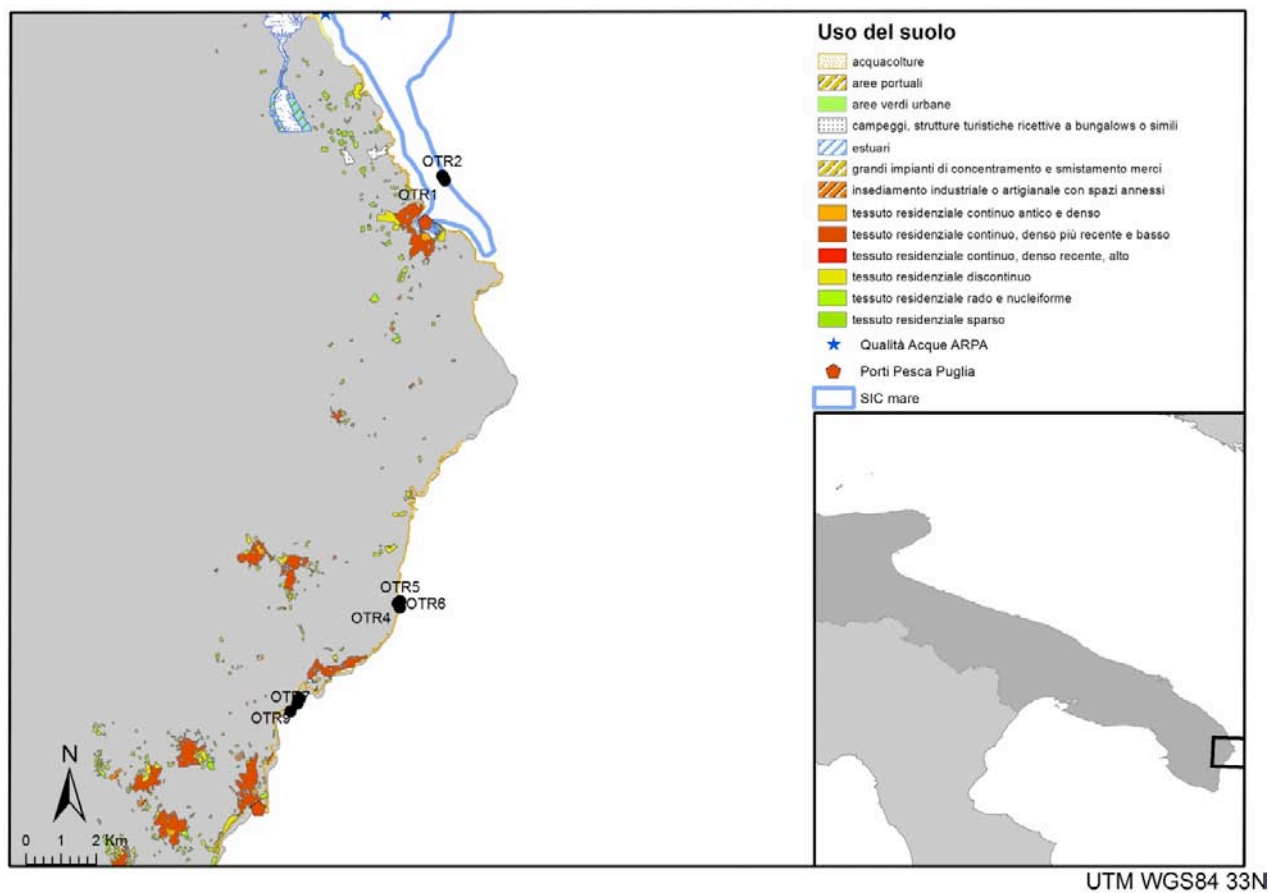 Uso del suolo
acquacolture
aree portuali
aree verdi urbane
campeggi, strutture turistiche ricettive a bungalows o simili
estuari
grandi impianti di concentramento e smistamento merci
insediamento industriale o artigianale con spazi annessi
tessuto residenziale continuo antico e denso
tessuto residenziale continuo, denso più recente e basso
tessuto residenziale continuo, denso recente, alto
tessuto residenziale discontinuo
tessuto residenziale rado e nucleiforme
tessuto residenziale sparso
Qualità Acque ARPA
Porti Pesca Puglia
SIC mare
OTR2
OTR1
OTR5
OTR6
OTR4
OTR7
OTR9
N
0 1 2 Km
UTM WGS84 33N